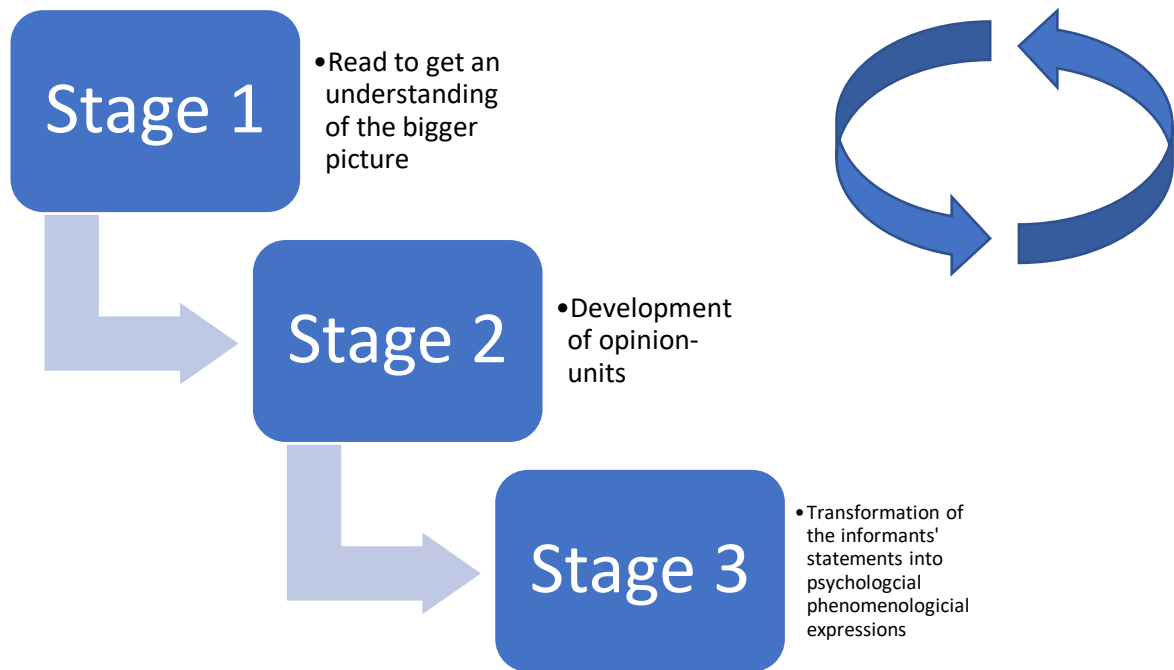 Stage 1
•Read to get an
understanding
of the bigger
picture
Stage 2
•Development
of opinion-
units
Stage 3
•Transformation of
the informants'
statements into
psychologcial
phenomenologicial
expressions